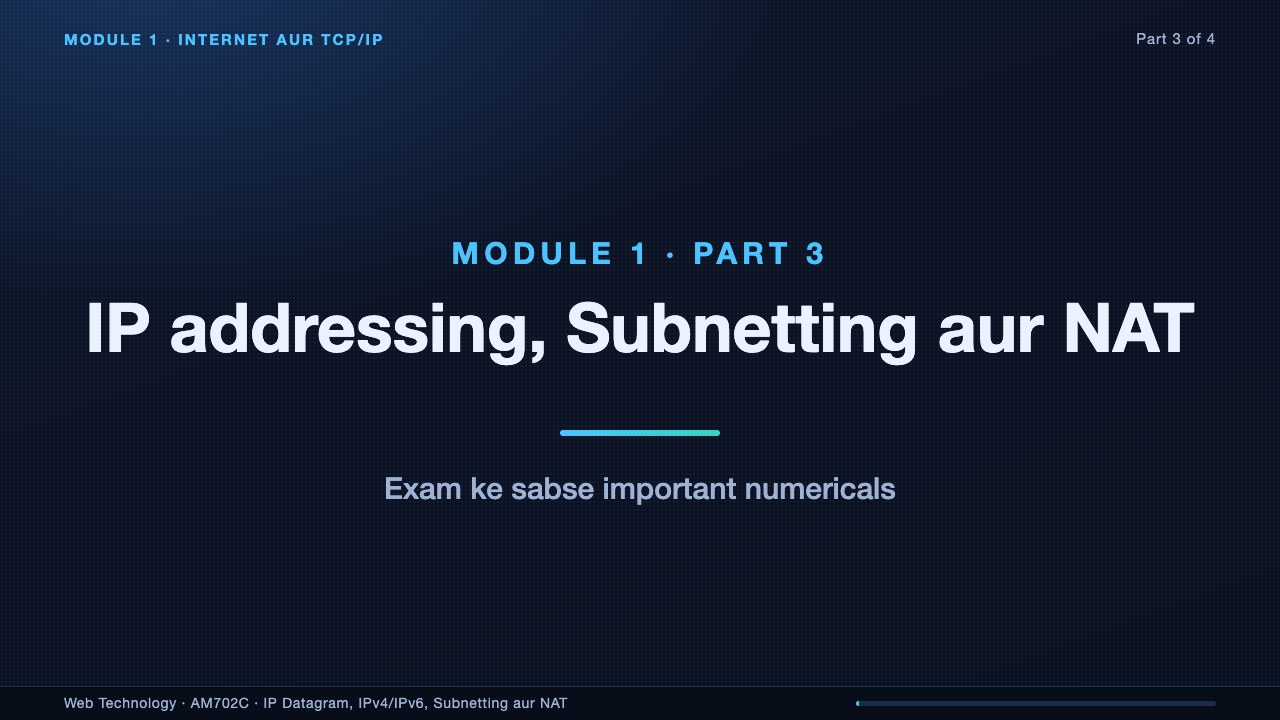 MODULE 1 · INTERNET AUR TCP/IP
Part 3 of 4
MODULE 1 · PART 3
IP addressing, Subnetting aur NAT
Exam ke sabse important numericals
Web Technology · AM702C · IP Datagram, IPv4/IPv6, Subnetting aur NAT